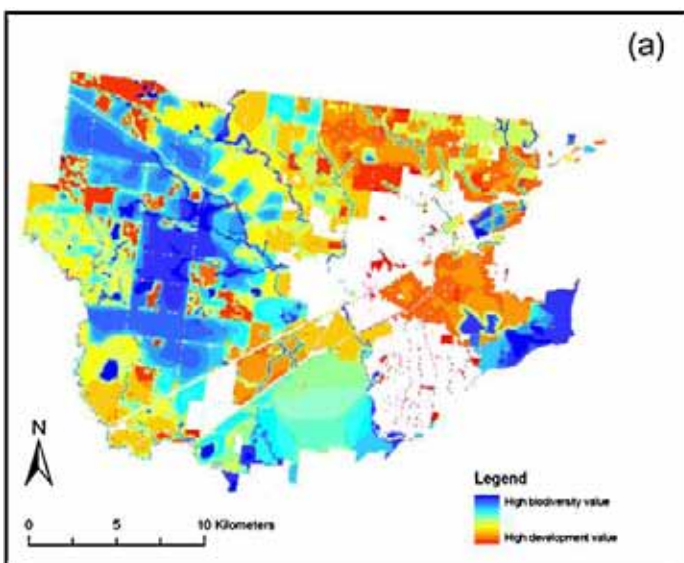 (a)
N
0 5 10 Kilometers
Legend
High biodiversity value
High development value